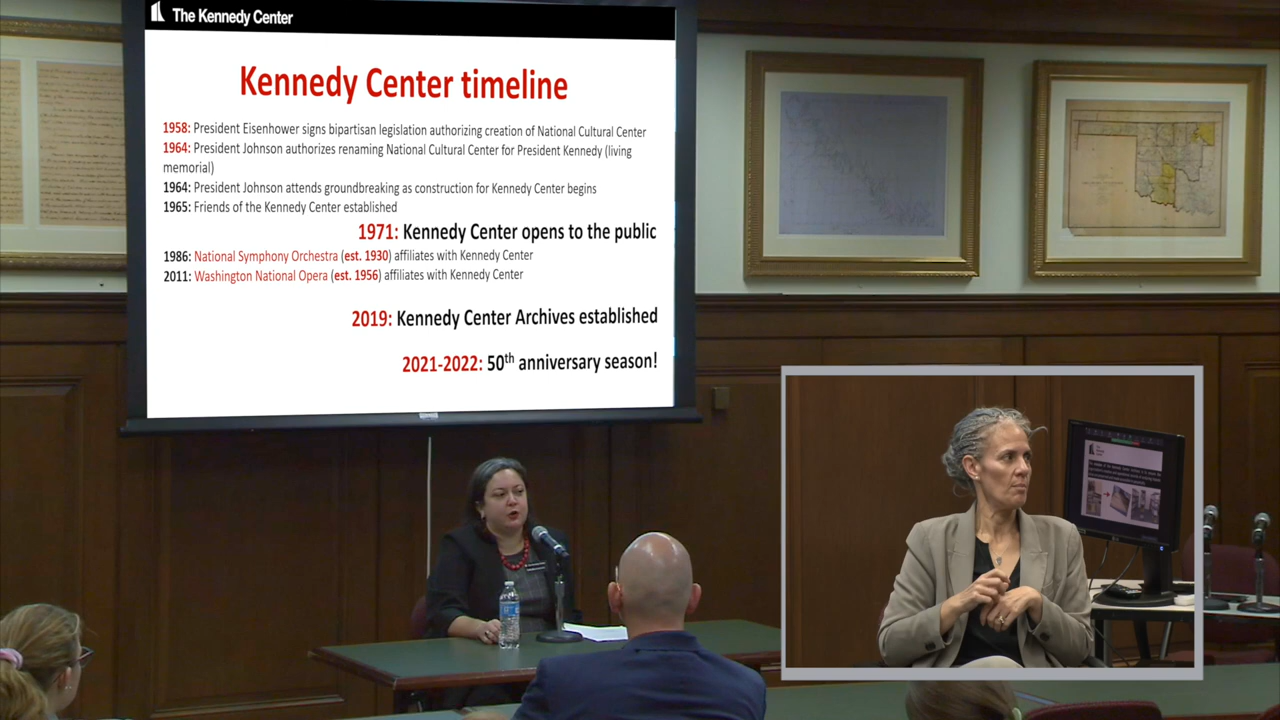 The Kennedy Center
Kennedy Center timeline
1958: President Eisenhower signs bipartisan legislation authorizing creation of National Cultural Center
1964: President Johnson authorizes renaming National Cultural Center for President Kennedy (living
memorial)
1964: President Johnson attends groundbreaking as construction for Kennedy Center begins
1965: Friends of the Kennedy Center established
1971: Kennedy Center opens to the public
1986: National Symphony Orchestra (est. 1930) affiliates with Kennedy Center
2011: Washington National Opera (est. 1956) affiliates with Kennedy Center
2019: Kennedy Center Archives established
2021-2022: 50th anniversary season!